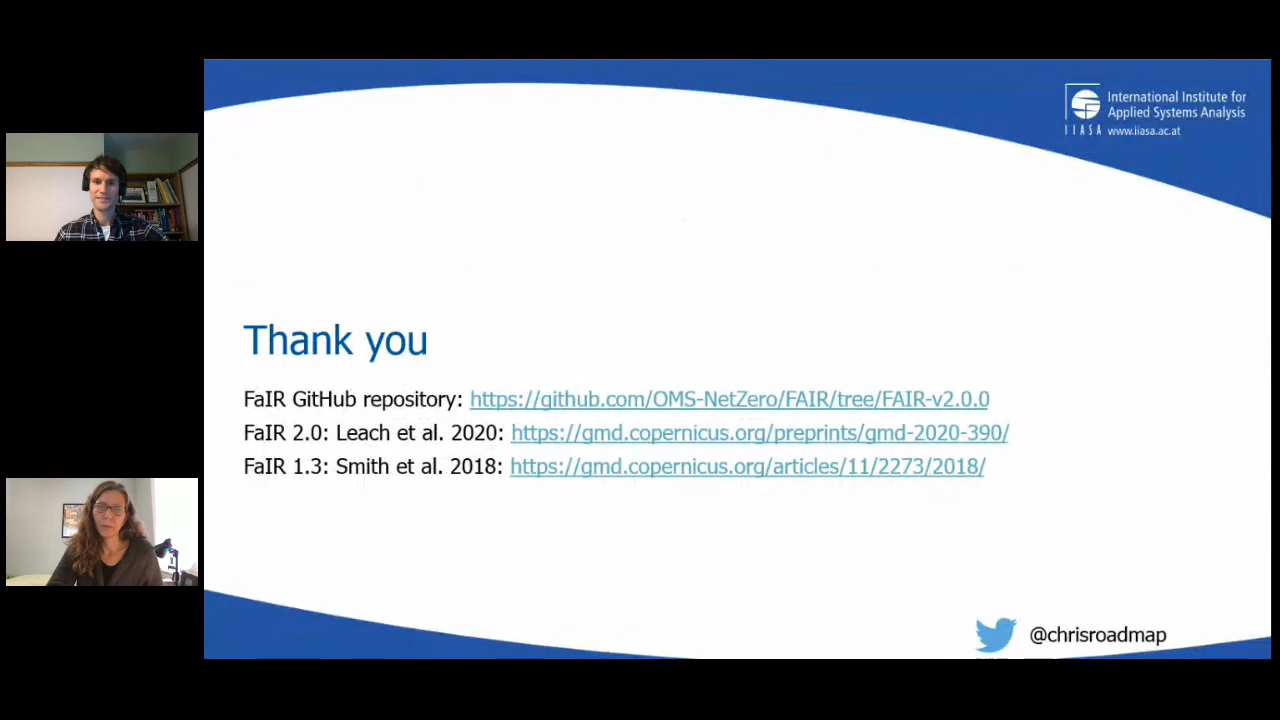 International Institute for
Applied Systems Analysis
IIASA www.iiasa.ac.at
Thank you
FaIR GitHub repository: https://github.com/OMS-NetZero/FAIR/tree/FAIR-v2.0.0
FaIR 2.0: Leach et al. 2020: https://gmd.copernicus.org/preprints/gmd-2020-390/
FaIR 1.3: Smith et al. 2018: https://gmd.copernicus.org/articles/11/2273/2018/
@chrisroadmap